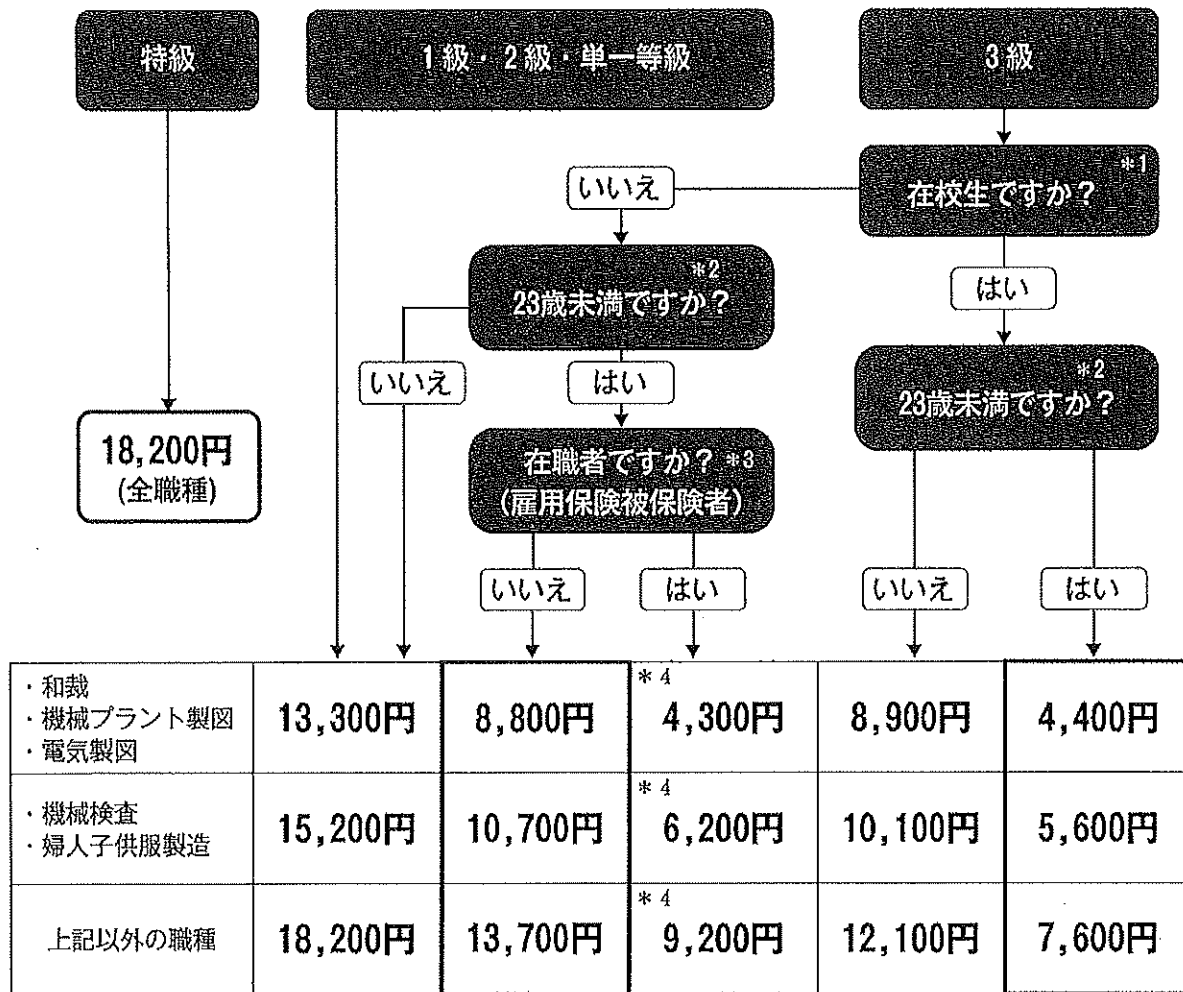 特級
1級・2級・単一等級
3級
在校生ですか？ *1
いいえ
はい
23歳未満ですか？ *2
23歳未満ですか？ *2
いいえ
はい
18,200円
(全職種)
在職者ですか？ *3
(雇用保険被保険者)
いいえ
はい
いいえ
はい
・和裁
・機械プラント製図
・電気製図
13,300円
8,800円
*4
4,300円
8,900円
4,400円
・機械検査
・婦人子供服製造
15,200円
10,700円
*4
6,200円
10,100円
5,600円
上記以外の職種
18,200円
13,700円
*4
9,200円
12,100円
7,600円